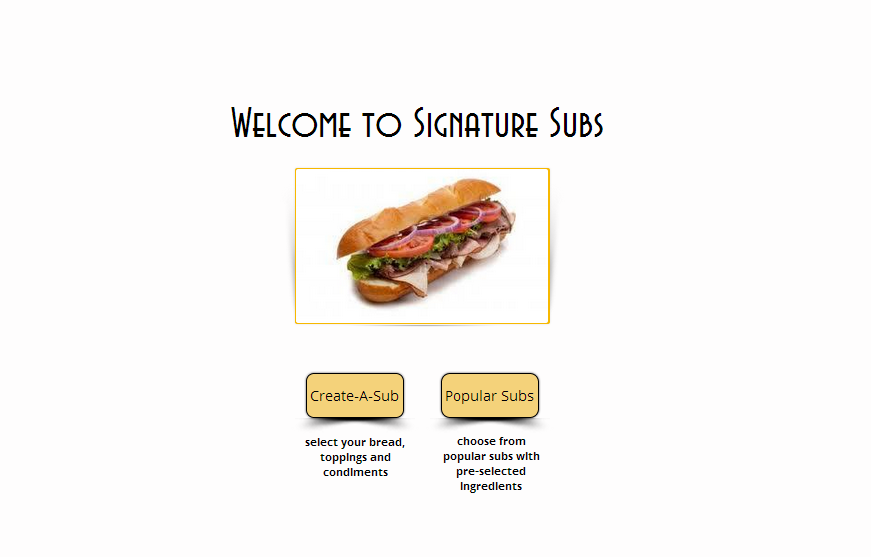 Welcome to Signature Subs
Create-A-Sub
Popular Subs
select your bread,
toppings and
condiments
choose from
popular subs with
pre-selected
ingredients